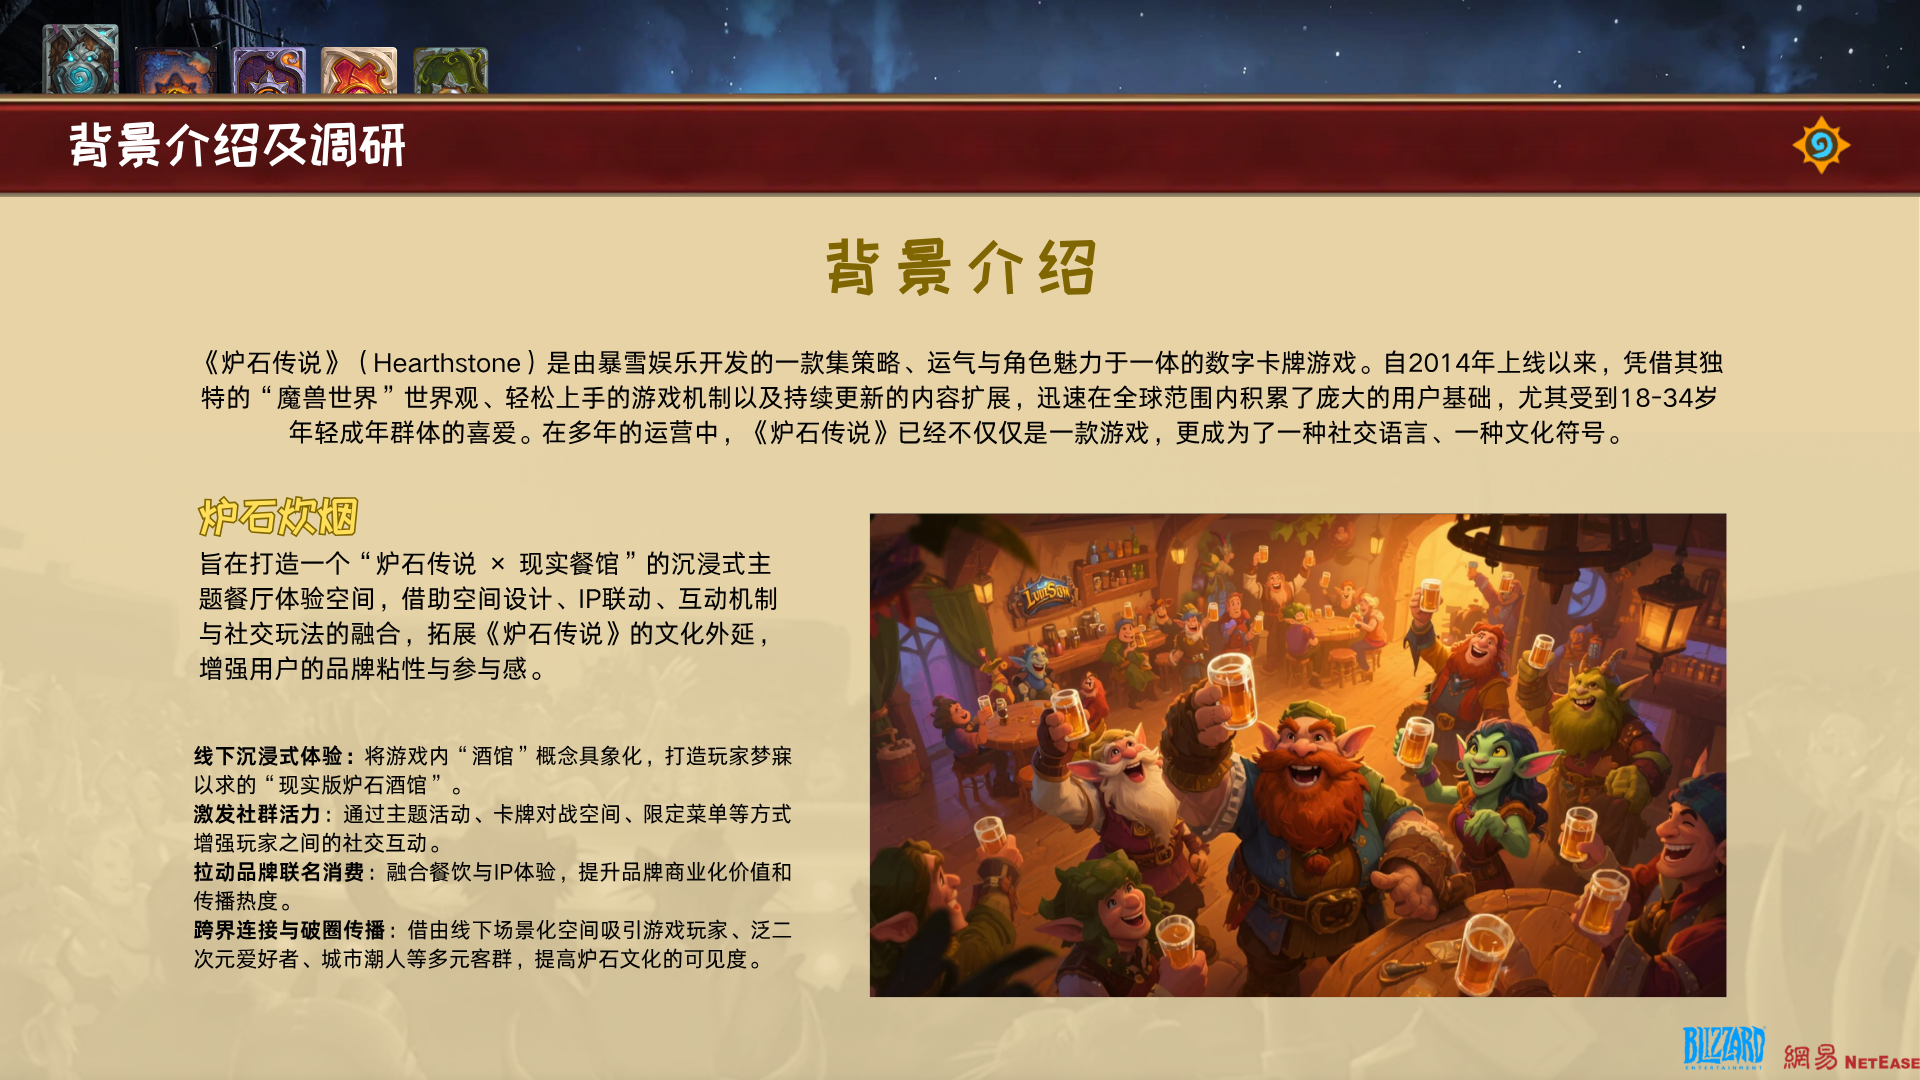 背景介绍及调研
背景介绍
《炉石传说》（Hearthstone）是由暴雪娱乐开发的一款集策略、运气与角色魅力于一体的数字卡牌游戏。自2014年上线以来，凭借其独
特的“魔兽世界”世界观、轻松上手的游戏机制以及持续更新的内容扩展，迅速在全球范围内积累了庞大的用户基础，尤其受到18-34岁
年轻成年群体的喜爱。在多年的运营中，《炉石传说》已经不仅仅是一款游戏，更成为了一种社交语言、一种文化符号。
炉石炊烟
旨在打造一个“炉石传说 × 现实餐馆”的沉浸式主
题餐厅体验空间，借助空间设计、IP联动、互动机制
与社交玩法的融合，拓展《炉石传说》的文化外延，
增强用户的品牌粘性与参与感。
线下沉浸式体验：将游戏内“酒馆”概念具象化，打造玩家梦寐
以求的“现实版炉石酒馆”。
激发社群活力：通过主题活动、卡牌对战空间、限定菜单等方式
增强玩家之间的社交互动。
拉动品牌联名消费：融合餐饮与IP体验，提升品牌商业化价值和
传播热度。
跨界连接与破圈传播：借由线下场景化空间吸引游戏玩家、泛二
次元爱好者、城市潮人等多元客群，提高炉石文化的可见度。
BLIZZARD
ENTERTAINMENT
網易 NETEASE